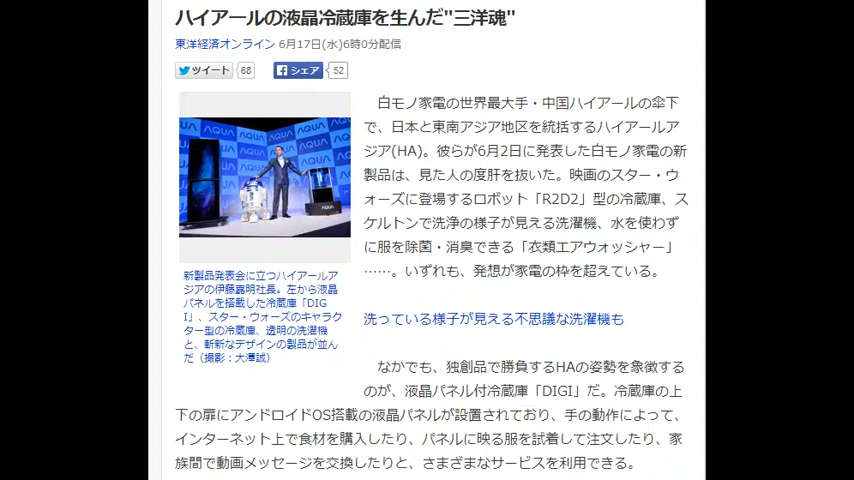 ハイアールの液晶冷蔵庫を生んだ"三洋魂"
東洋経済オンライン 6月17日(水)6時0分配信
ツイート 68 シェア 52
AQUA AQUA AQUA
AQUA
AQUA
新製品発表会に立つハイアールア
ジアの伊藤嘉明社長。左から液晶
パネルを搭載した冷蔵庫「DIG
I」、スター・ウォーズのキャラク
ター型の冷蔵庫、透明の洗濯機
と、斬新なデザインの製品が並ん
だ（撮影：大澤誠）
白モノ家電の世界最大手・中国ハイアールの傘下
で、日本と東南アジア地区を統括するハイアールア
ジア(HA)。彼らが6月2日に発表した白モノ家電の新
製品は、見た人の度肝を抜いた。映画のスター・ウ
ォーズに登場するロボット「R2D2」型の冷蔵庫、ス
ケルトンで洗浄の様子が見える洗濯機、水を使わず
に服を除菌・消臭できる「衣類エアウォッシャー」
……。いずれも、発想が家電の枠を超えている。
洗っている様子が見える不思議な洗濯機も
なかでも、独創品で勝負するHAの姿勢を象徴する
のが、液晶パネル付冷蔵庫「DIGI」だ。冷蔵庫の上
下の扉にアンドロイドOS搭載の液晶パネルが設置されており、手の動作によって、
インターネット上で食材を購入したり、パネルに映る服を試着して注文したり、家
族間で動画メッセージを交換したりと、さまざまなサービスを利用できる。